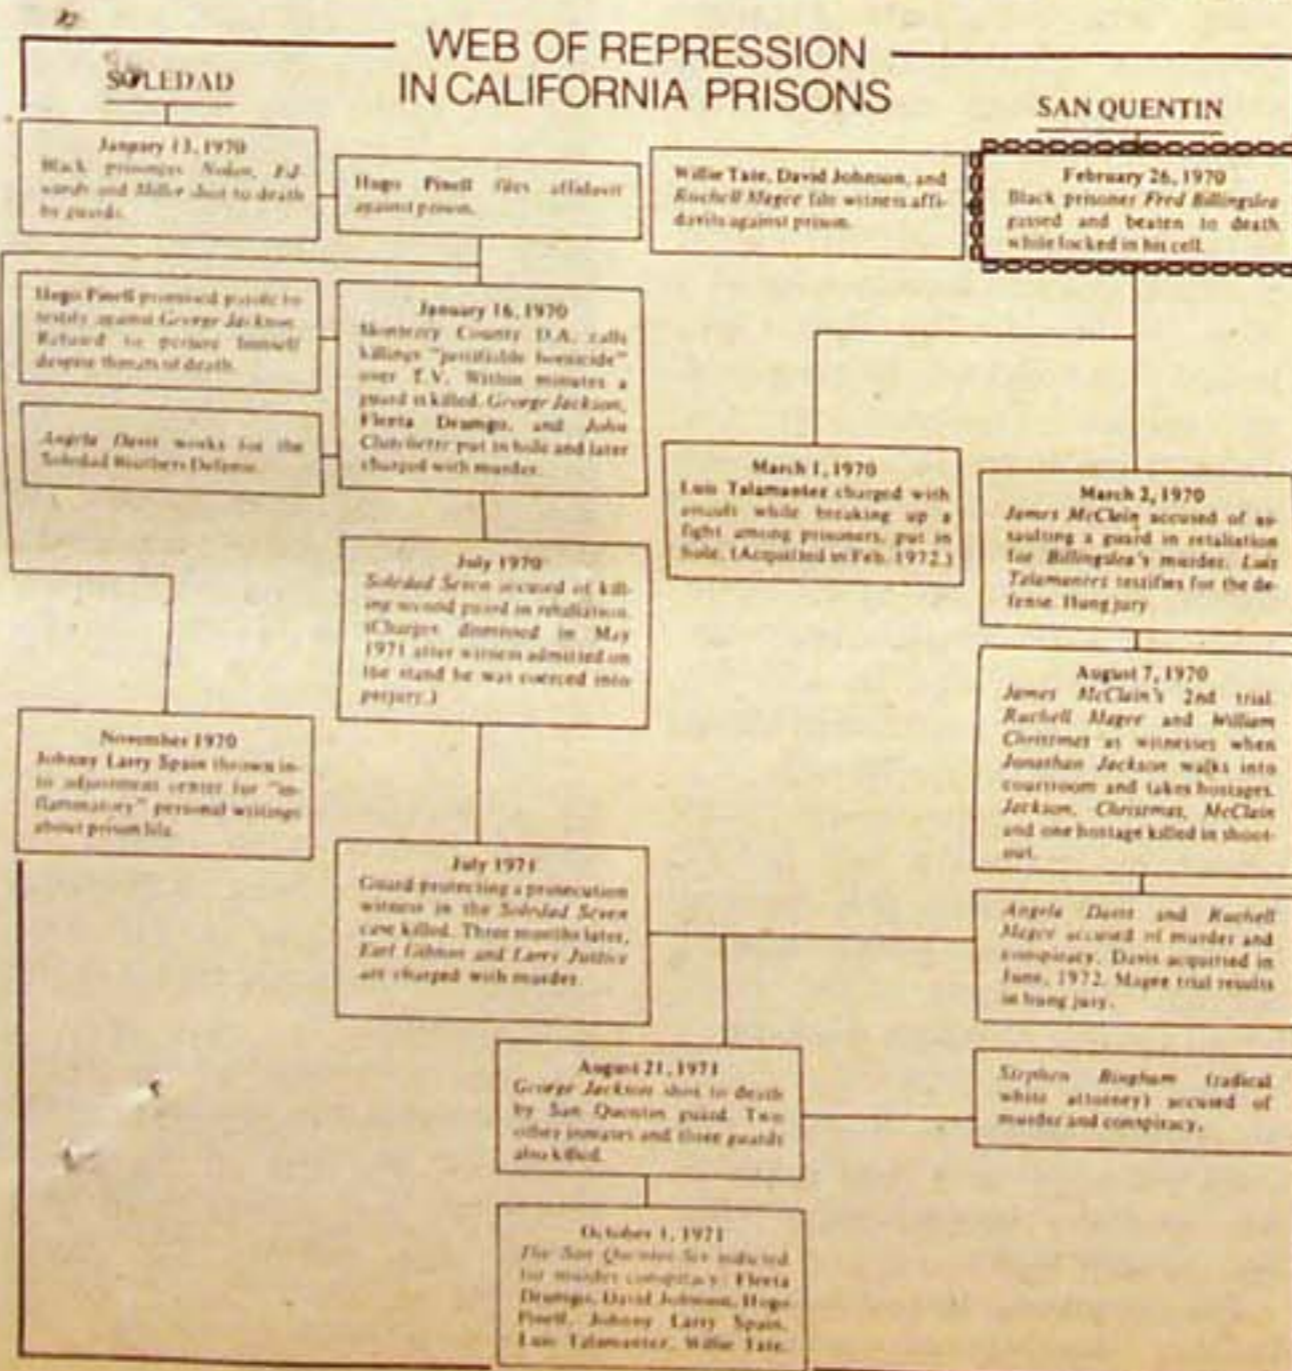 WEB OF REPRESSION
IN CALIFORNIA PRISONS
SOLEDAD
January 13, 1970
Black prisoners Nolen, Ed-
wards and Miller shot to death
by guards.
Hugo Pinell files affidavit
against prison.
Hugo Pinell promised parole to
testify against George Jackson.
Refused to perjure himself
despite threats of death.
January 16, 1970
Monterey County D.A. calls
killings "justifiable homicide"
over T.V. Within minutes a
guard is killed. George Jackson,
Fleeta Drumgo, and John
Clutchette put in hole and later
charged with murder.
Angela Davis works for the
Soledad Brothers Defense.
July 1970
Soledad Seven accused of kill-
ing second guard in retaliation.
(Charges dismissed in May
1971 after witness admitted on
the stand he was coerced into
perjury.)
November 1970
Johnny Larry Spain thrown in-
to adjustment center for "in-
flammatory" personal writings
about prison life.
July 1971
Guard protecting a prosecution
witness in the Soledad Seven
case killed. Three months later,
Earl Gibson and Larry Justice
are charged with murder.
SAN QUENTIN
February 26, 1970
Black prisoner Fred Billingslea
gassed and beaten to death
while locked in his cell.
Willie Tate, David Johnson, and
Ruchell Magee file witness affi-
davits against prison.
March 1, 1970
Luis Talamantez charged with
assault while breaking up a
fight among prisoners, put in
hole. (Acquitted in Feb. 1972.)
March 2, 1970
James McClain accused of as-
saulting a guard in retaliation
for Billingslea's murder. Luis
Talamantez testifies for the de-
fense. Hung jury
August 7, 1970
James McClain's 2nd trial.
Ruchell Magee and William
Christmas as witnesses when
Jonathan Jackson walks into
courtroom and takes hostages.
Jackson, Christmas, McClain
and one hostage killed in shoot-
out.
Angela Davis and Ruchell
Magee accused of murder and
conspiracy. Davis acquitted in
June, 1972. Magee trial results
in hung jury.
August 21, 1971
George Jackson shot to death
by San Quentin guard. Two
other inmates and three guards
also killed.
Stephen Bingham (radical
white attorney) accused of
murder and conspiracy.
October 1, 1971
The San Quentin Six indicted
for murder conspiracy: Fleeta
Drumgo, David Johnson, Hugo
Pinell, Johnny Larry Spain,
Luis Talamantez, Willie Tate.